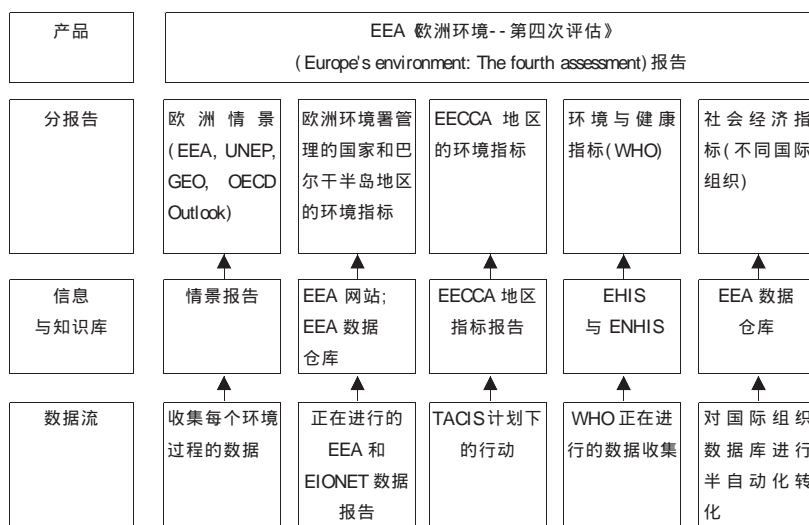 产品
EEA《欧洲环境--第四次评估》
(Europe's environment: The fourth assessment)报告
分报告
欧洲情景
(EEA, UNEP,
GEO, OECD
Outlook)
欧洲环境署管
理的国家和巴
尔干半岛地区
的环境指标
EECCA 地区
的环境指标
环境与健康
指标(WHO)
社会经济指
标(不同国际
组织)
信息
与知识库
情景报告
EEA 网站;
EEA 数据
仓库
EECCA 地区
指标报告
EHIS
与 ENHIS
EEA 数据
仓库
数据流
收集每个环境
过程的数据
正在进行的
EEA 和
EIONET 数据
报告
TACIS计划下
的行动
WHO 正在进
行的数据收集
对国际组织
数据库进行
半自动化转
化